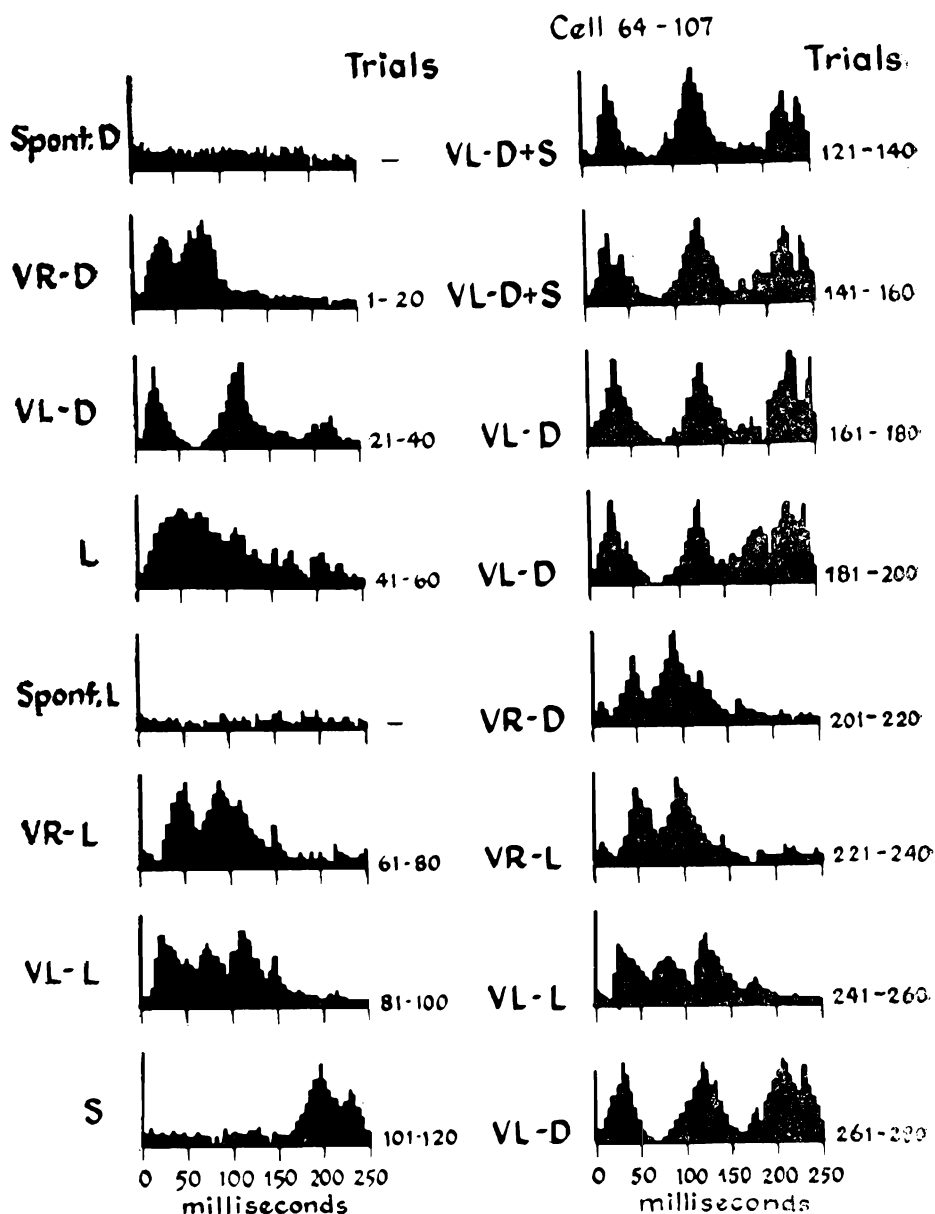 Cell 64-107
Trials
Trials
Spont. D
–
VR-D
1-20
VL-D
21-40
L
41-60
Spont. L
–
VR-L
61-80
VL-L
81-100
S
101-120
0 50 100 150 200 250
milliseconds
VL-D+S
121-140
VL-D+S
141-160
VL-D
161-180
VL-D
181-200
VR-D
201-220
VR-L
221-240
VL-L
241-260
VL-D
261-280
0 50 100 150 200 250
milliseconds